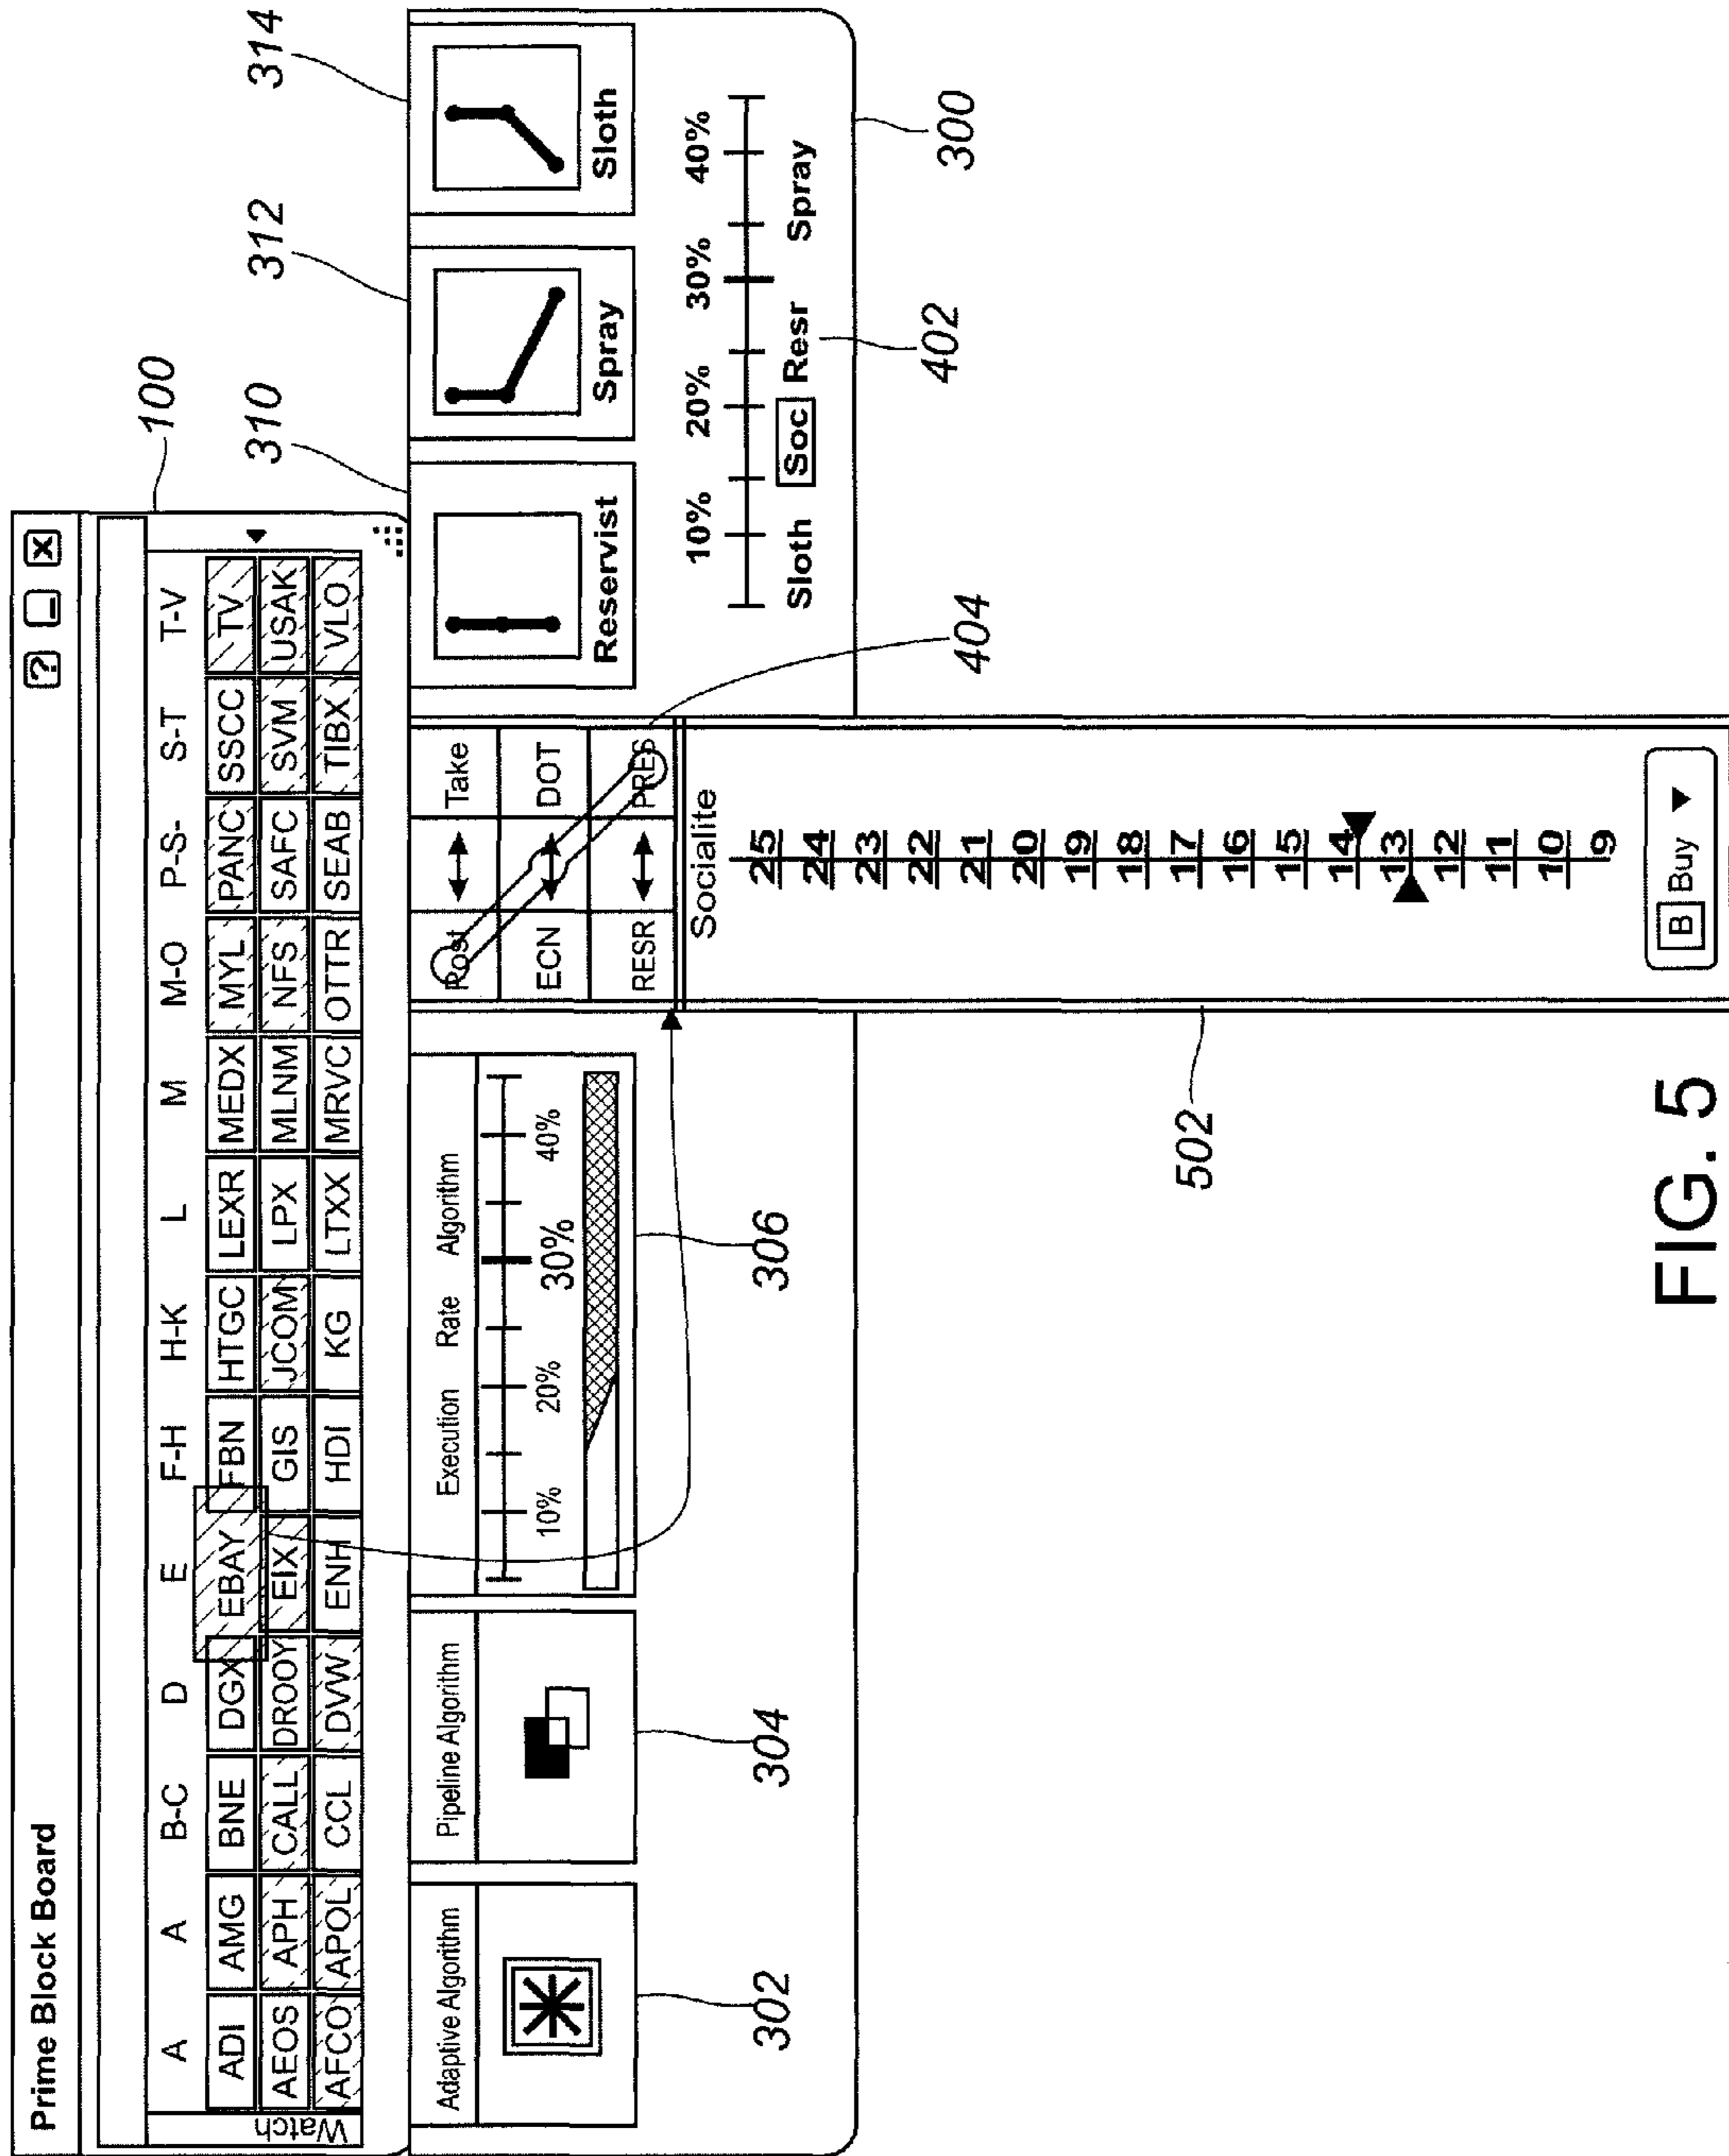 Prime Block Board
? _ X
100
A A B-C D E F-H H-K L M M-O P-S- S-T T-V
Watch
ADI AMG BNE DGX EBAY FBN HTGC LEXR MEDX MYL PANC SSCC TV
AEOS APH CALL DROOY EIX GIS JCOM LPX MLNM NFS SAFC SVM USAK
AFCO APOL CCL DVW ENH HDI KG LTXX MRVC OTTR SEAB TIBX VLO
310 312 314
Adaptive Algorithm
302
Pipeline Algorithm
304
Execution Rate Algorithm
10% 20% 30% 40%
306
Post Take
ECN DOT
RESR PRES
404
Socialite
25
24
23
22
21
20
19
18
17
16
15
14
13
12
11
10
9
B Buy
502
Reservist
Spray
Sloth
10% 20% 30% 40%
Sloth Soc Resr Spray
402
300
FIG. 5